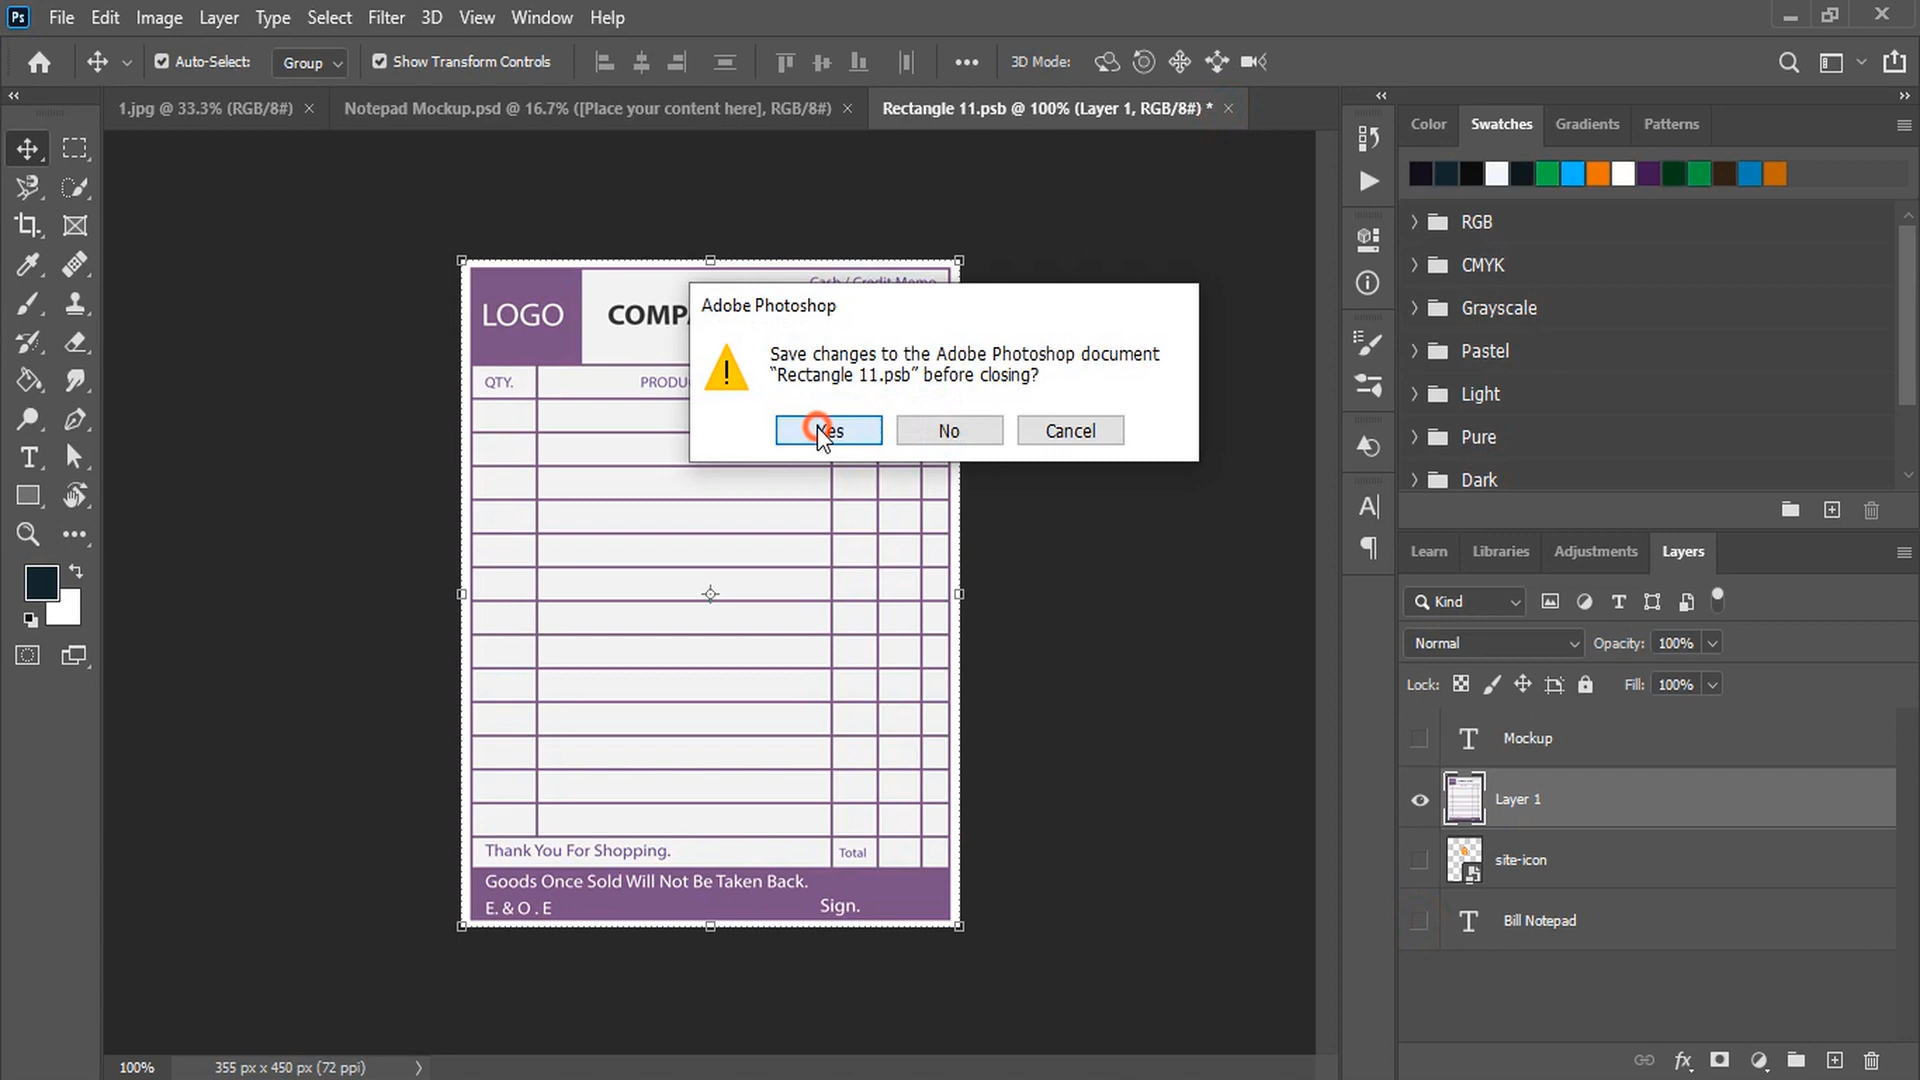 Ps File Edit Image Layer Type Select Filter 3D View Window Help
Auto-Select: Group Show Transform Controls 3D Mode:
1.jpg @ 33.3% (RGB/8#) Notepad Mockup.psd @ 16.7% ([Place your content here], RGB/8#) Rectangle 11.psb @ 100% (Layer 1, RGB/8#) *
Color Swatches Gradients Patterns
RGB
CMYK
Grayscale
Pastel
Light
Pure
Dark
Cash / Credit Memo
LOGO
COMPA
QTY.
PRODU
Adobe Photoshop
Save changes to the Adobe Photoshop document
“Rectangle 11.psb” before closing?
Yes No Cancel
Thank You For Shopping. Total
Goods Once Sold Will Not Be Taken Back.
E. & O . E Sign.
Learn Libraries Adjustments Layers
Kind
Normal Opacity: 100%
Lock: Fill: 100%
Mockup
Layer 1
site-icon
Bill Notepad
100% 355 px x 450 px (72 ppi)